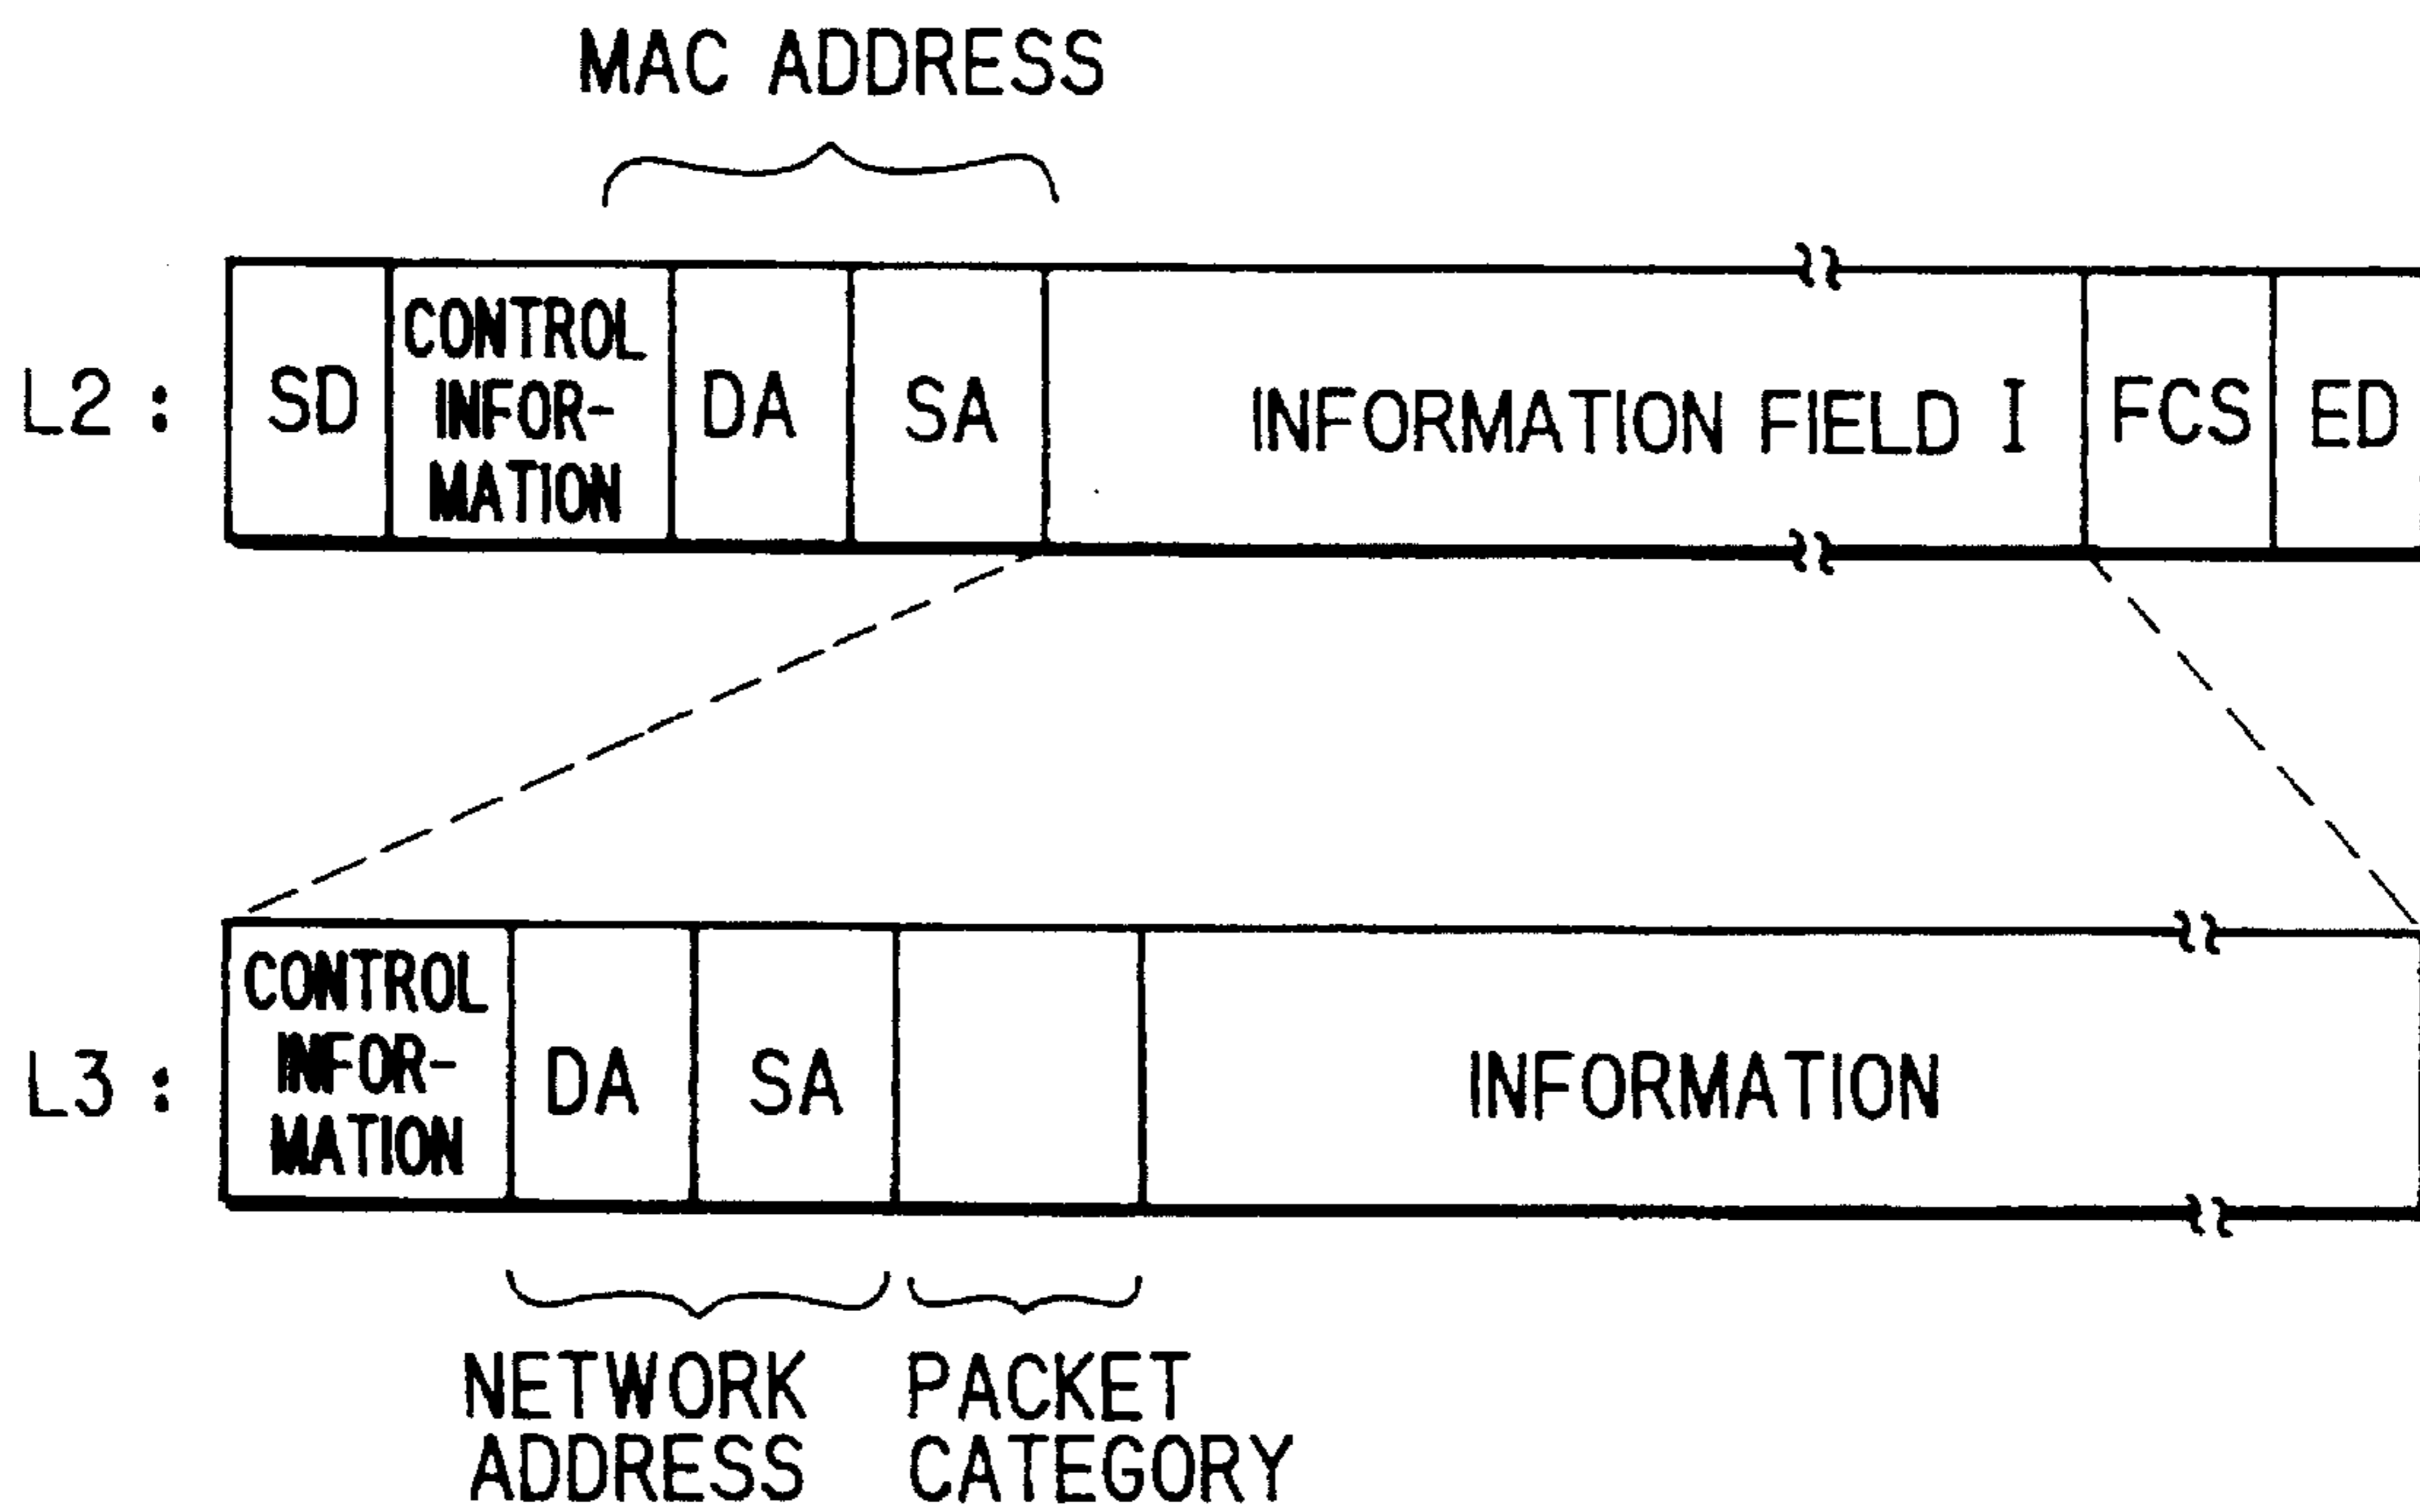 MAC ADDRESS
L2 : SD CONTROL INFOR- MATION DA SA INFORMATION FIELD I FCS ED
L3 : CONTROL INFOR- MATION DA SA INFORMATION
NETWORK ADDRESS
PACKET CATEGORY